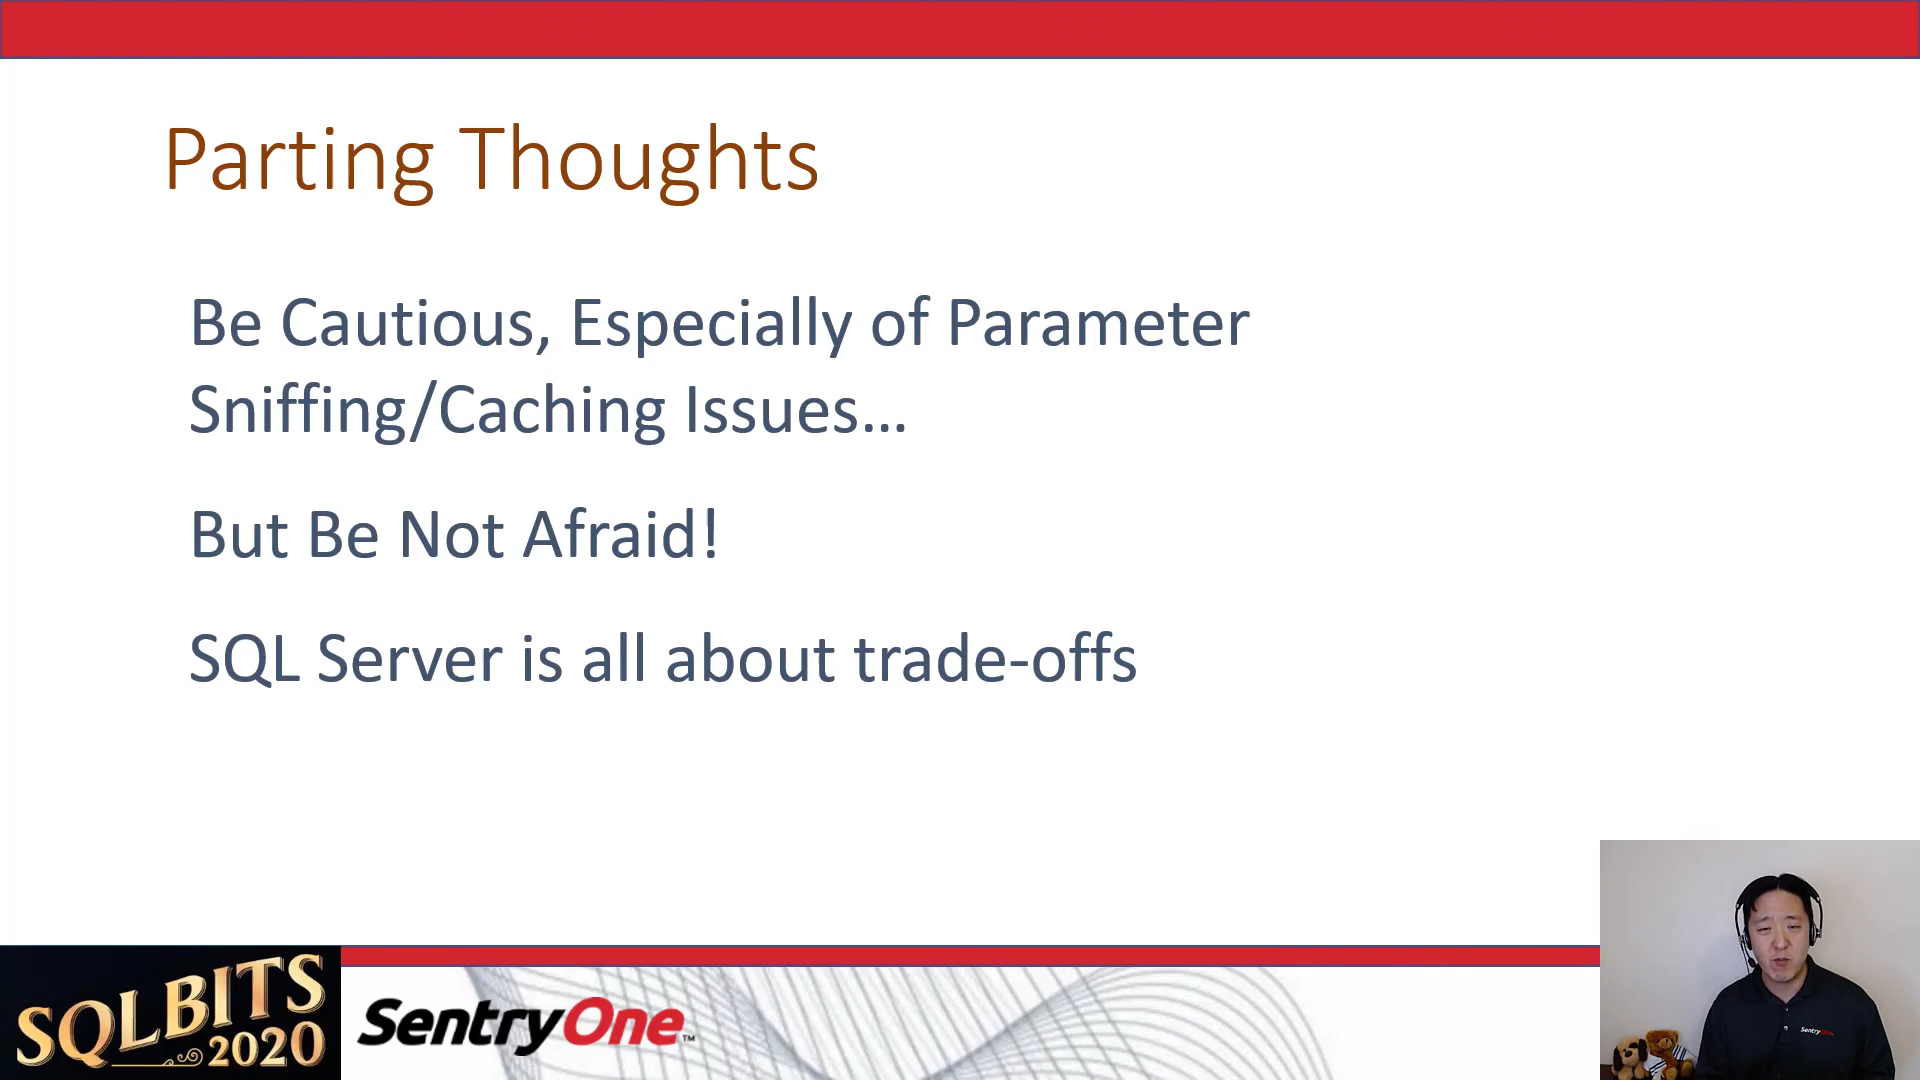 Parting Thoughts
Be Cautious, Especially of Parameter
Sniffing/Caching Issues...
But Be Not Afraid!
SQL Server is all about trade-offs
SQLBITS
2020
SentryOne™
SentryOne